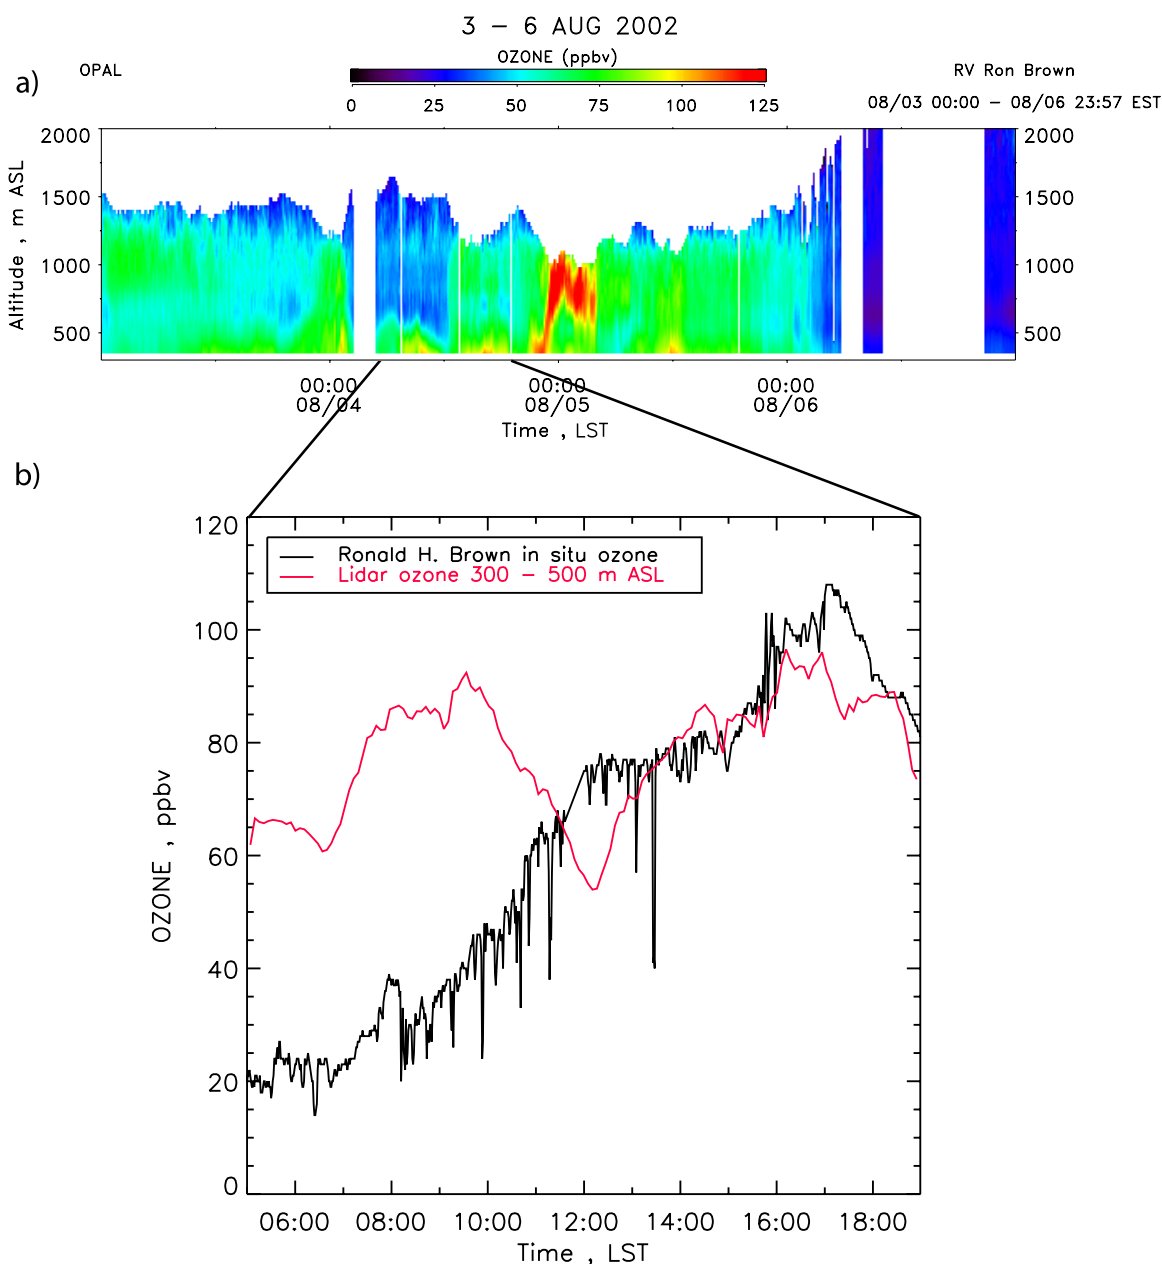 3 - 6 AUG 2002
OZONE (ppbv)
a)
OPAL
RV Ron Brown
0 25 50 75 100 125
08/03 00:00 - 08/06 23:57 EST
2000 2000
1500 1500
1000 1000
500 500
Altitude , m ASL
00:00 00:00 00:00
08/04 08/05 08/06
Time , LST
b)
120
100
80
60
40
20
0
OZONE , ppbv
Ronald H. Brown in situ ozone
Lidar ozone 300 - 500 m ASL
06:00 08:00 10:00 12:00 14:00 16:00 18:00
Time , LST